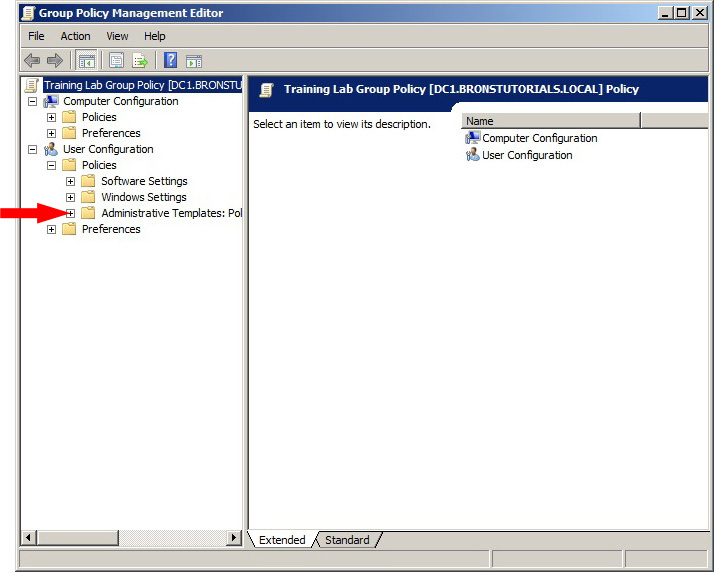 Group Policy Management Editor
File Action View Help
Training Lab Group Policy [DC1.BRONSTU
Computer Configuration
Policies
Preferences
User Configuration
Policies
Software Settings
Windows Settings
Administrative Templates: Pol
Preferences
Training Lab Group Policy [DC1.BRONSTUTORIALS.LOCAL] Policy
Select an item to view its description.
Name
Computer Configuration
User Configuration
Extended Standard